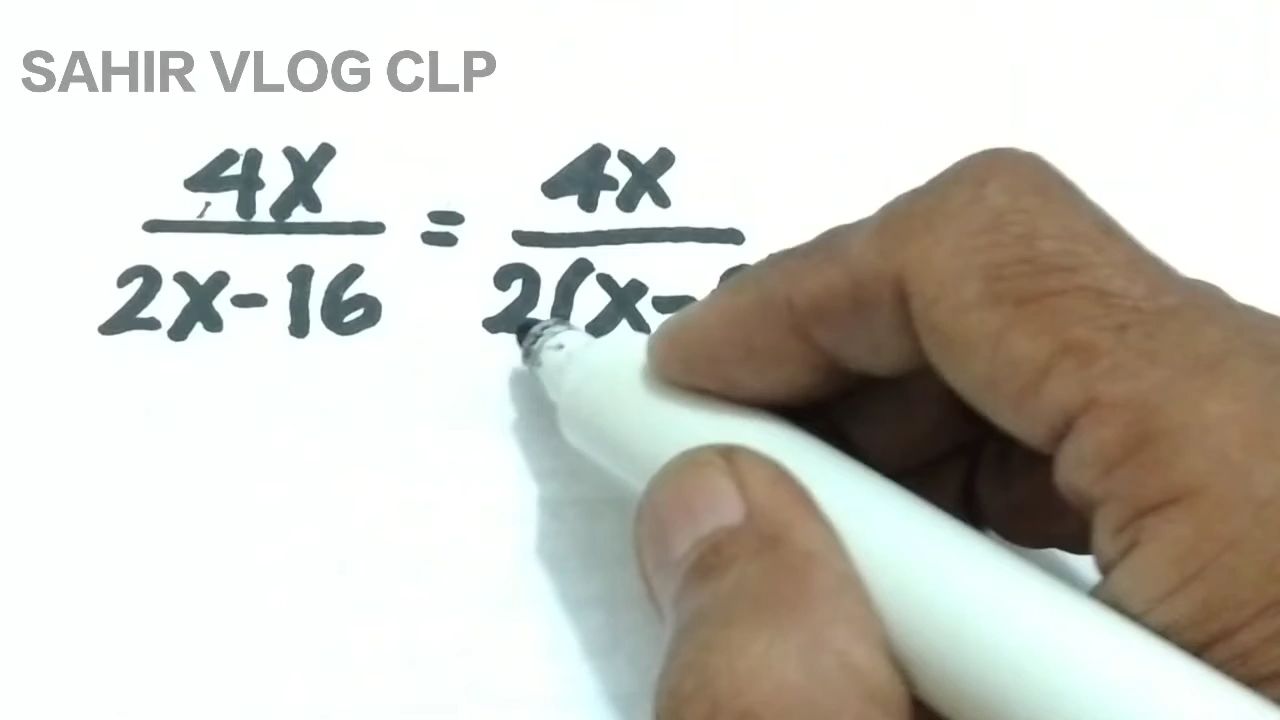 SAHIR VLOG CLP
4X = 4X
2X-16 2(X-